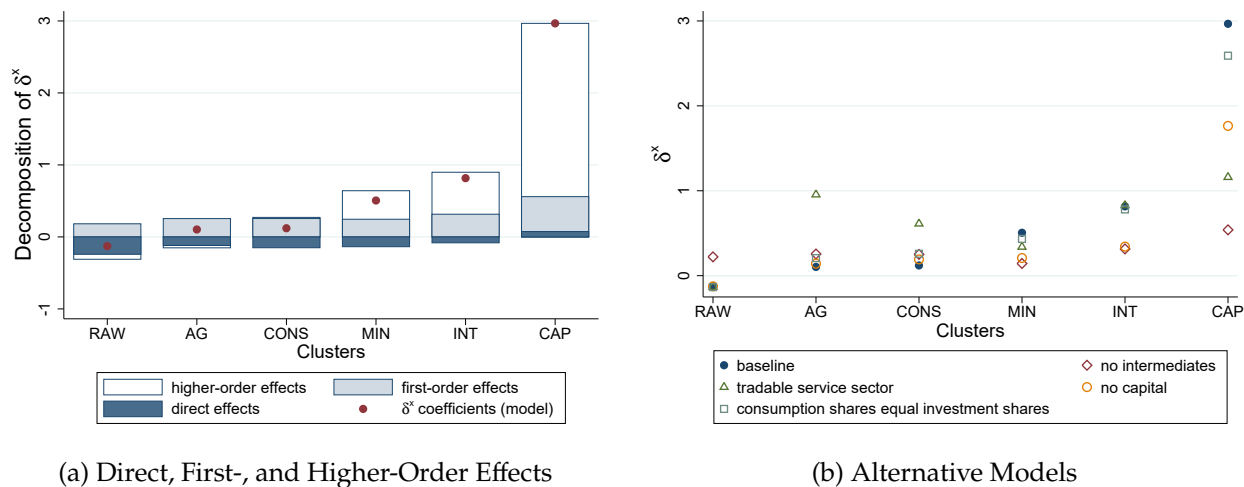 Decomposition of δˣ
3
2
1
0
-1
RAW AG CONS MIN INT CAP
Clusters
higher-order effects
first-order effects
direct effects
δˣ coefficients (model)
(a) Direct, First-, and Higher-Order Effects
δˣ
3
2
1
0
RAW AG CONS MIN INT CAP
Clusters
baseline
no intermediates
tradable service sector
no capital
consumption shares equal investment shares
(b) Alternative Models